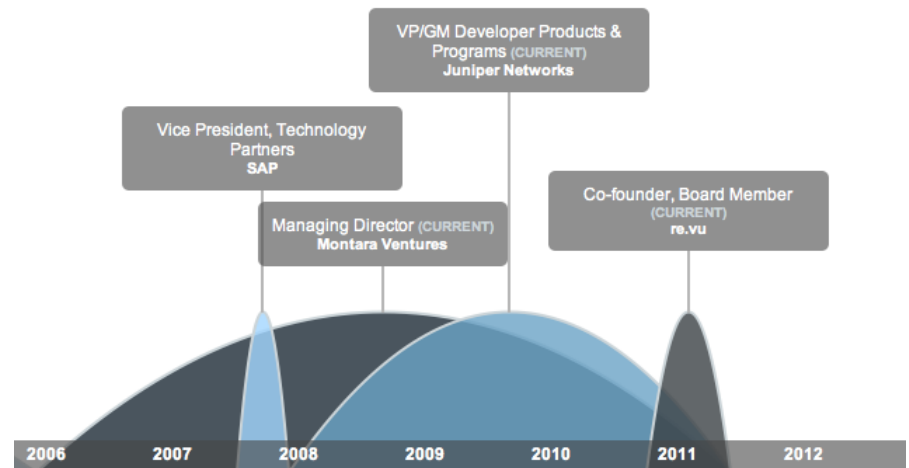 VP/GM Developer Products &
Programs (CURRENT)
Juniper Networks
Vice President, Technology
Partners
SAP
Co-founder, Board Member
(CURRENT)
re.vu
Managing Director (CURRENT)
Montara Ventures
2006 2007 2008 2009 2010 2011 2012